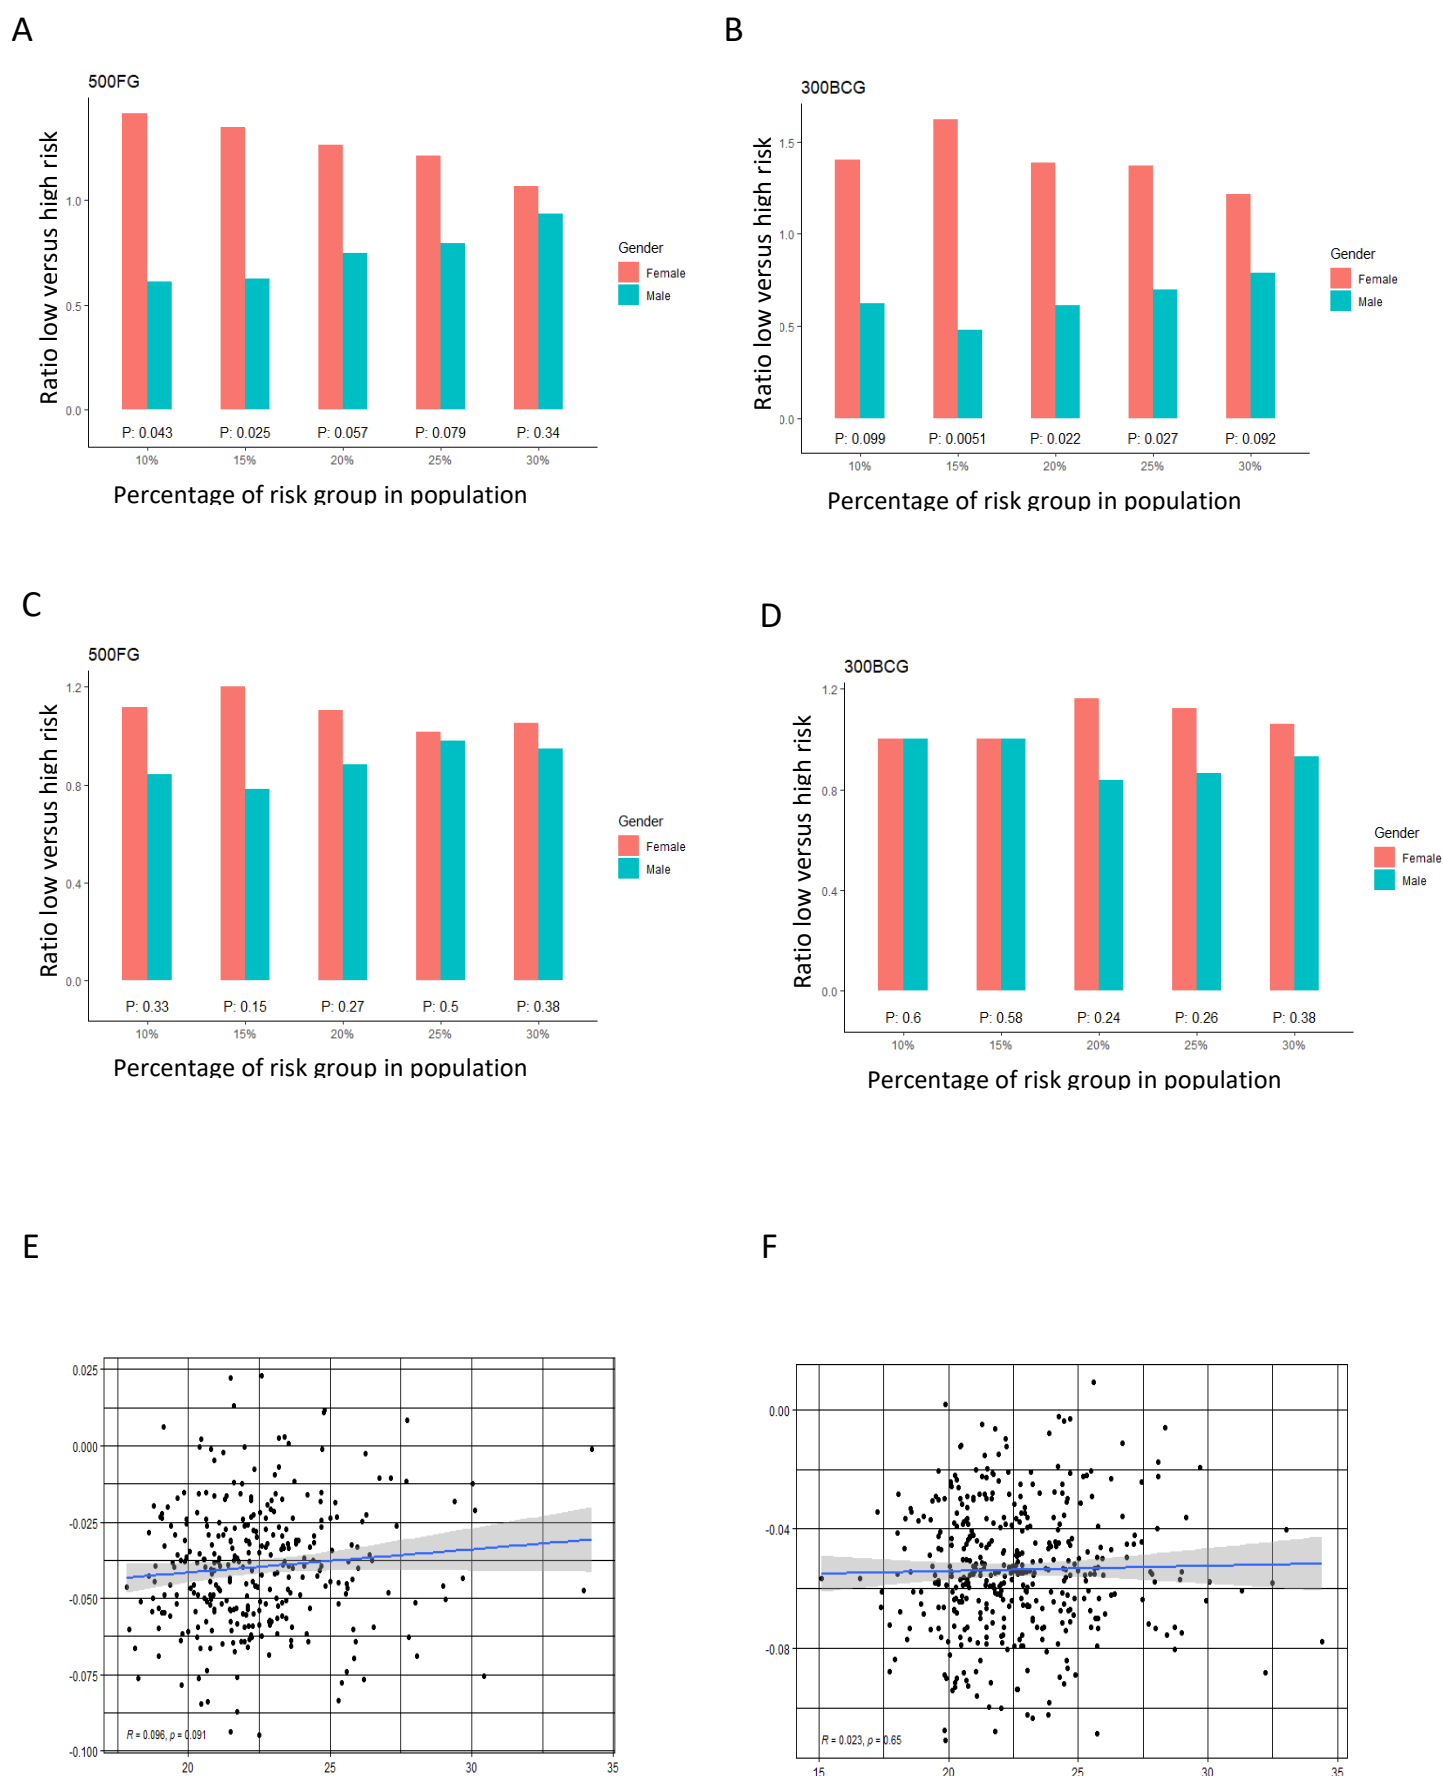 A
500FG
Ratio low versus high risk
1.0
0.5
0.0
P: 0.043 P: 0.025 P: 0.057 P: 0.079 P: 0.34
10% 15% 20% 25% 30%
Percentage of risk group in population
Gender
Female
Male
B
300BCG
Ratio low versus high risk
1.5
1.0
0.5
0.0
P: 0.099 P: 0.0051 P: 0.022 P: 0.027 P: 0.092
10% 15% 20% 25% 30%
Percentage of risk group in population
Gender
Female
Male
C
500FG
Ratio low versus high risk
1.2
0.8
0.4
0.0
P: 0.33 P: 0.15 P: 0.27 P: 0.5 P: 0.38
10% 15% 20% 25% 30%
Percentage of risk group in population
Gender
Female
Male
D
300BCG
Ratio low versus high risk
1.2
0.8
0.4
0.0
P: 0.6 P: 0.58 P: 0.24 P: 0.26 P: 0.38
10% 15% 20% 25% 30%
Percentage of risk group in population
Gender
Female
Male
E
0.025
0.000
-0.025
-0.050
-0.075
-0.100
R = 0.096, p = 0.091
20 25 30 35
F
0.00
-0.04
-0.08
R = 0.023, p = 0.65
15 20 25 30 35